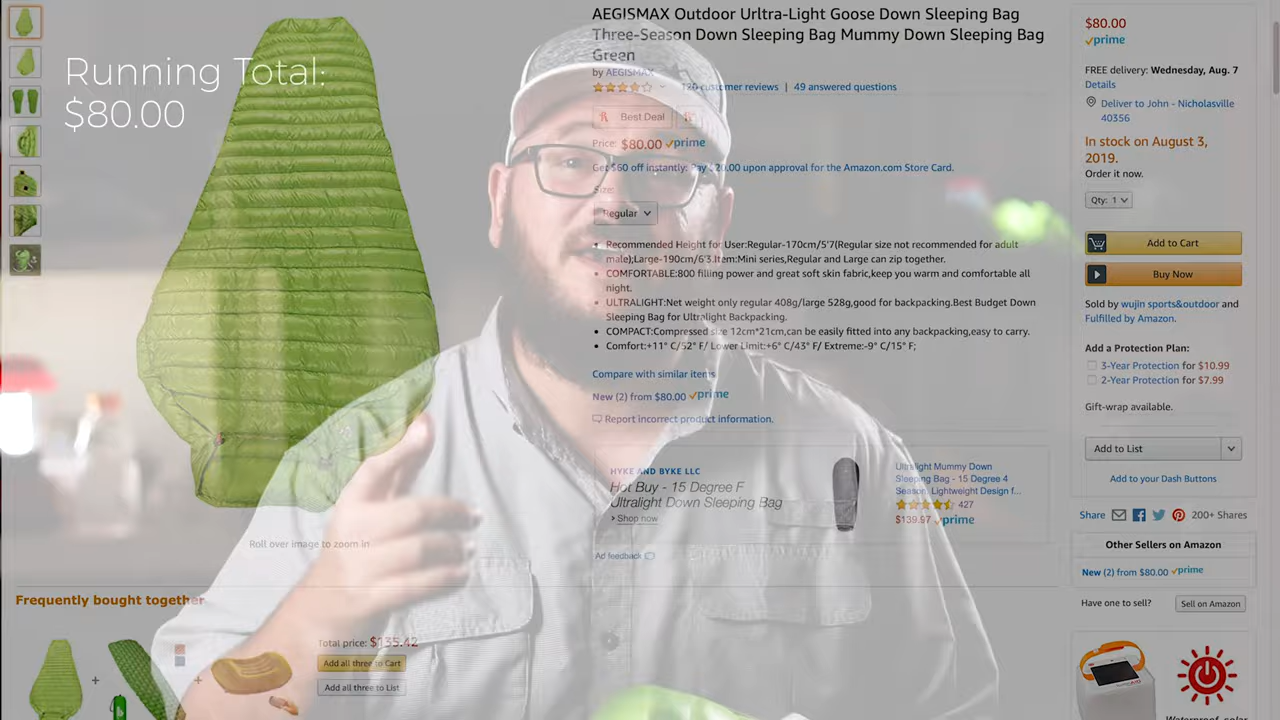 Running Total:
$80.00
AEGISMAX Outdoor Urltra-Light Goose Down Sleeping Bag
Three-Season Down Sleeping Bag Mummy Down Sleeping Bag
Green
by AEGISMAX
customer reviews | 49 answered questions
Best Deal
Price: $80.00 prime
Get $60 off instantly: Pay $20.00 upon approval for the Amazon.com Store Card.
Size:
Regular
Recommended Height for User:Regular-170cm/5'7(Regular size not recommended for adult
male);Large-190cm/6'3.Item:Mini series,Regular and Large can zip together.
COMFORTABLE:800 filling power and great soft skin fabric,keep you warm and comfortable all
night.
ULTRALIGHT:Net weight only regular 408g/large 528g,good for backpacking.Best Budget Down
Sleeping Bag for Ultralight Backpacking.
COMPACT:Compressed size 12cm*21cm,can be easily fitted into any backpacking,easy to carry.
Comfort:+11° C/52° F/ Lower Limit:+6° C/43° F/ Extreme:-9° C/15° F;
Compare with similar items
New (2) from $80.00 prime
Report incorrect product information.
HYKE AND BYKE LLC
Hot Buy - 15 Degree F
Ultralight Down Sleeping Bag
› Shop now
Ultralight Mummy Down
Sleeping Bag - 15 Degree 4
Season, Lightweight Design f...
427
$139.97 prime
Ad feedback
Roll over image to zoom in
Frequently bought together
+
+
Total price: $135.42
Add all three to Cart
Add all three to List
$80.00
prime
FREE delivery: Wednesday, Aug. 7
Details
Deliver to John - Nicholasville
40356
In stock on August 3,
2019.
Order it now.
Qty: 1
Add to Cart
Buy Now
Sold by wujin sports&outdoor and
Fulfilled by Amazon.
Add a Protection Plan:
3-Year Protection for $10.99
2-Year Protection for $7.99
Gift-wrap available.
Add to List
Add to your Dash Buttons
Share 200+ Shares
Other Sellers on Amazon
New (2) from $80.00 prime
Have one to sell? Sell on Amazon
Waterproof, solar